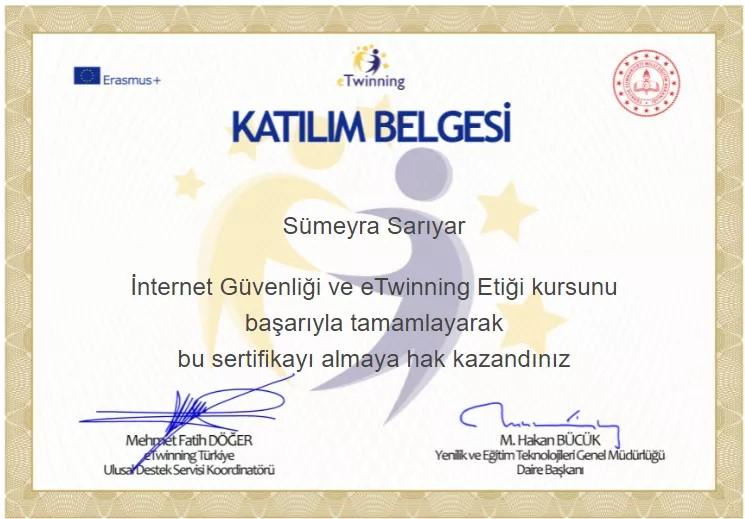 Erasmus+
eTwinning
KATILIM BELGESİ
Sümeyra Sarıyar
İnternet Güvenliği ve eTwinning Etiği kursunu
başarıyla tamamlayarak
bu sertifikayı almaya hak kazandınız
Mehmet Fatih DÖĞER
eTwinning Türkiye
Ulusal Destek Servisi Koordinatörü
M. Hakan BÜCÜK
Yenilik ve Eğitim Teknolojileri Genel Müdürlüğü
Daire Başkanı